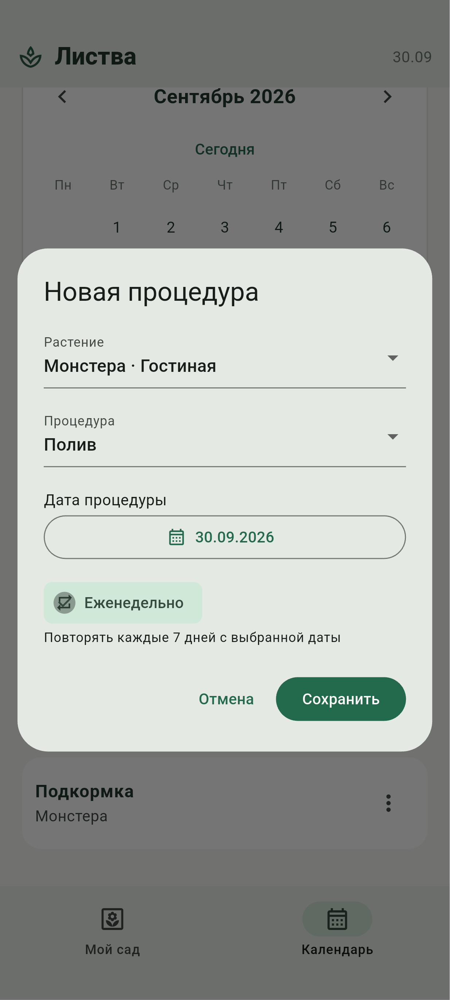 Листва
30.09
Сентябрь 2026
Сегодня
Пн Вт Ср Чт Пт Сб Вс
1 2 3 4 5 6
Новая процедура
Растение
Монстера · Гостиная
Процедура
Полив
Дата процедуры
30.09.2026
Еженедельно
Повторять каждые 7 дней с выбранной даты
Отмена
Сохранить
Подкормка
Монстера
Мой сад
Календарь